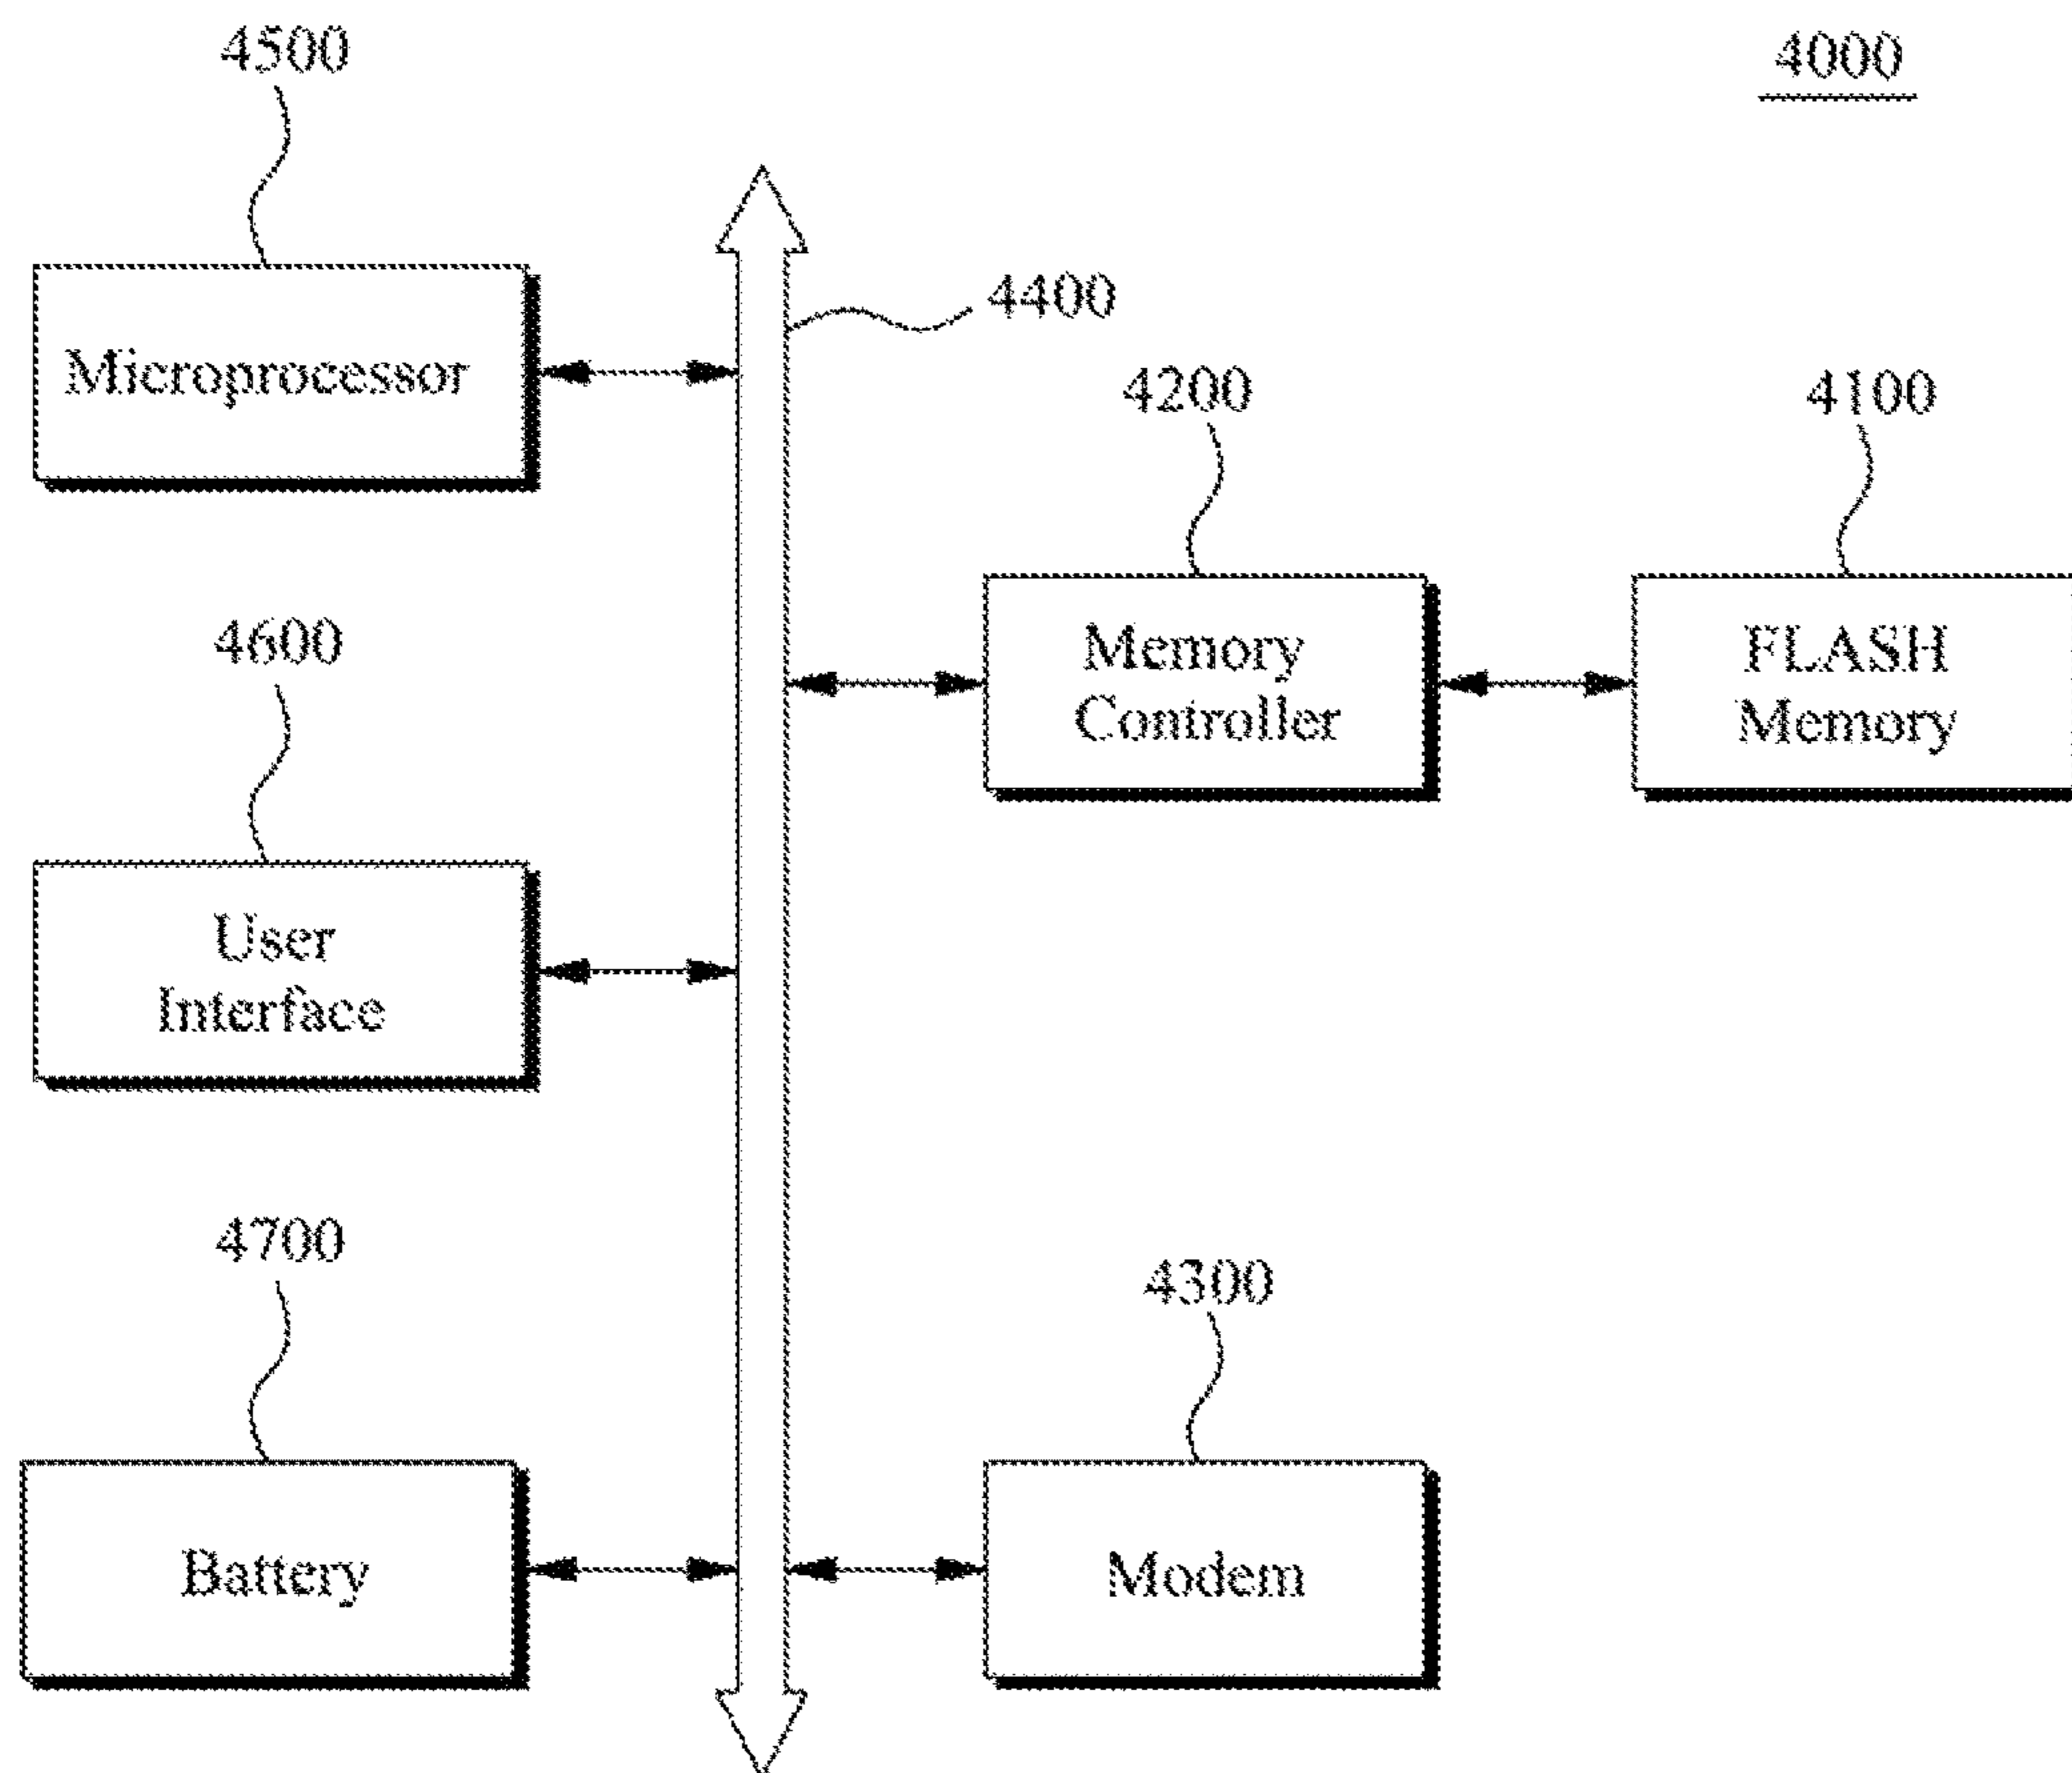 4500
4000
Microprocessor
4400
4200
4100
Memory
Controller
FLASH
Memory
4600
User
Interface
4700
4300
Battery
Modem